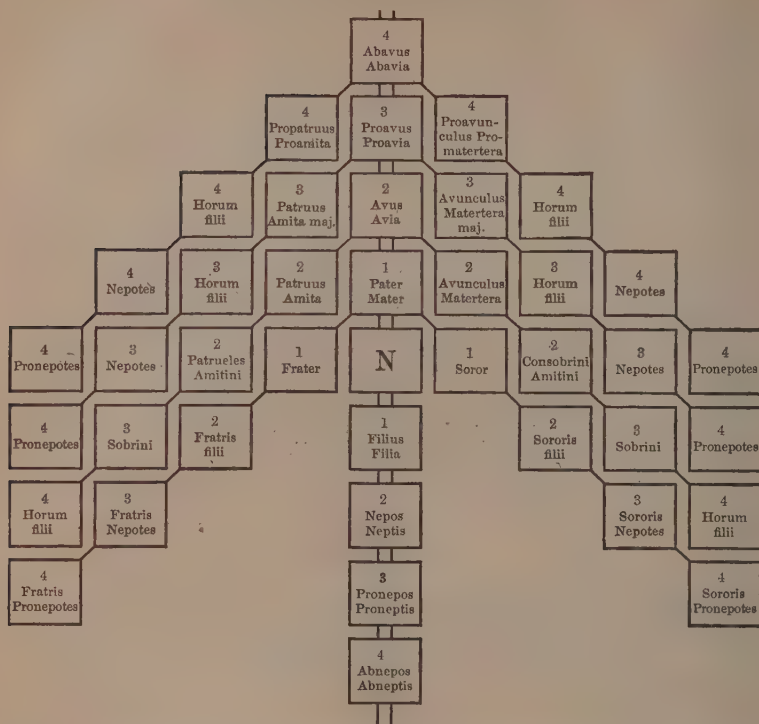 4
Abavus
Abavia
4
Propatruus
Proamita
3
Proavus
Proavia
4
Proavun-
culus Pro-
matertera
4
Horum
filii
3
Patruus
Amita maj.
2
Avus
Avia
3
Avunculus
Matertera
maj.
4
Horum
filii
4
Nepotes
3
Horum
filii
2
Patruus
Amita
1
Pater
Mater
2
Avunculus
Matertera
3
Horum
filii
4
Nepotes
4
Pronepotes
3
Nepotes
2
Patrueles
Amitini
1
Frater
N
1
Soror
2
Consobrini
Amitini
3
Nepotes
4
Pronepotes
4
Pronepotes
3
Sobrini
2
Fratris
filii
1
Filius
Filia
2
Sororis
filii
3
Sobrini
4
Pronepotes
4
Horum
filii
3
Fratris
Nepotes
2
Nepos
Neptis
3
Sororis
Nepotes
4
Horum
filii
4
Fratris
Pronepotes
3
Pronepos
Proneptis
4
Sororis
Pronepotes
4
Abnepos
Abneptis